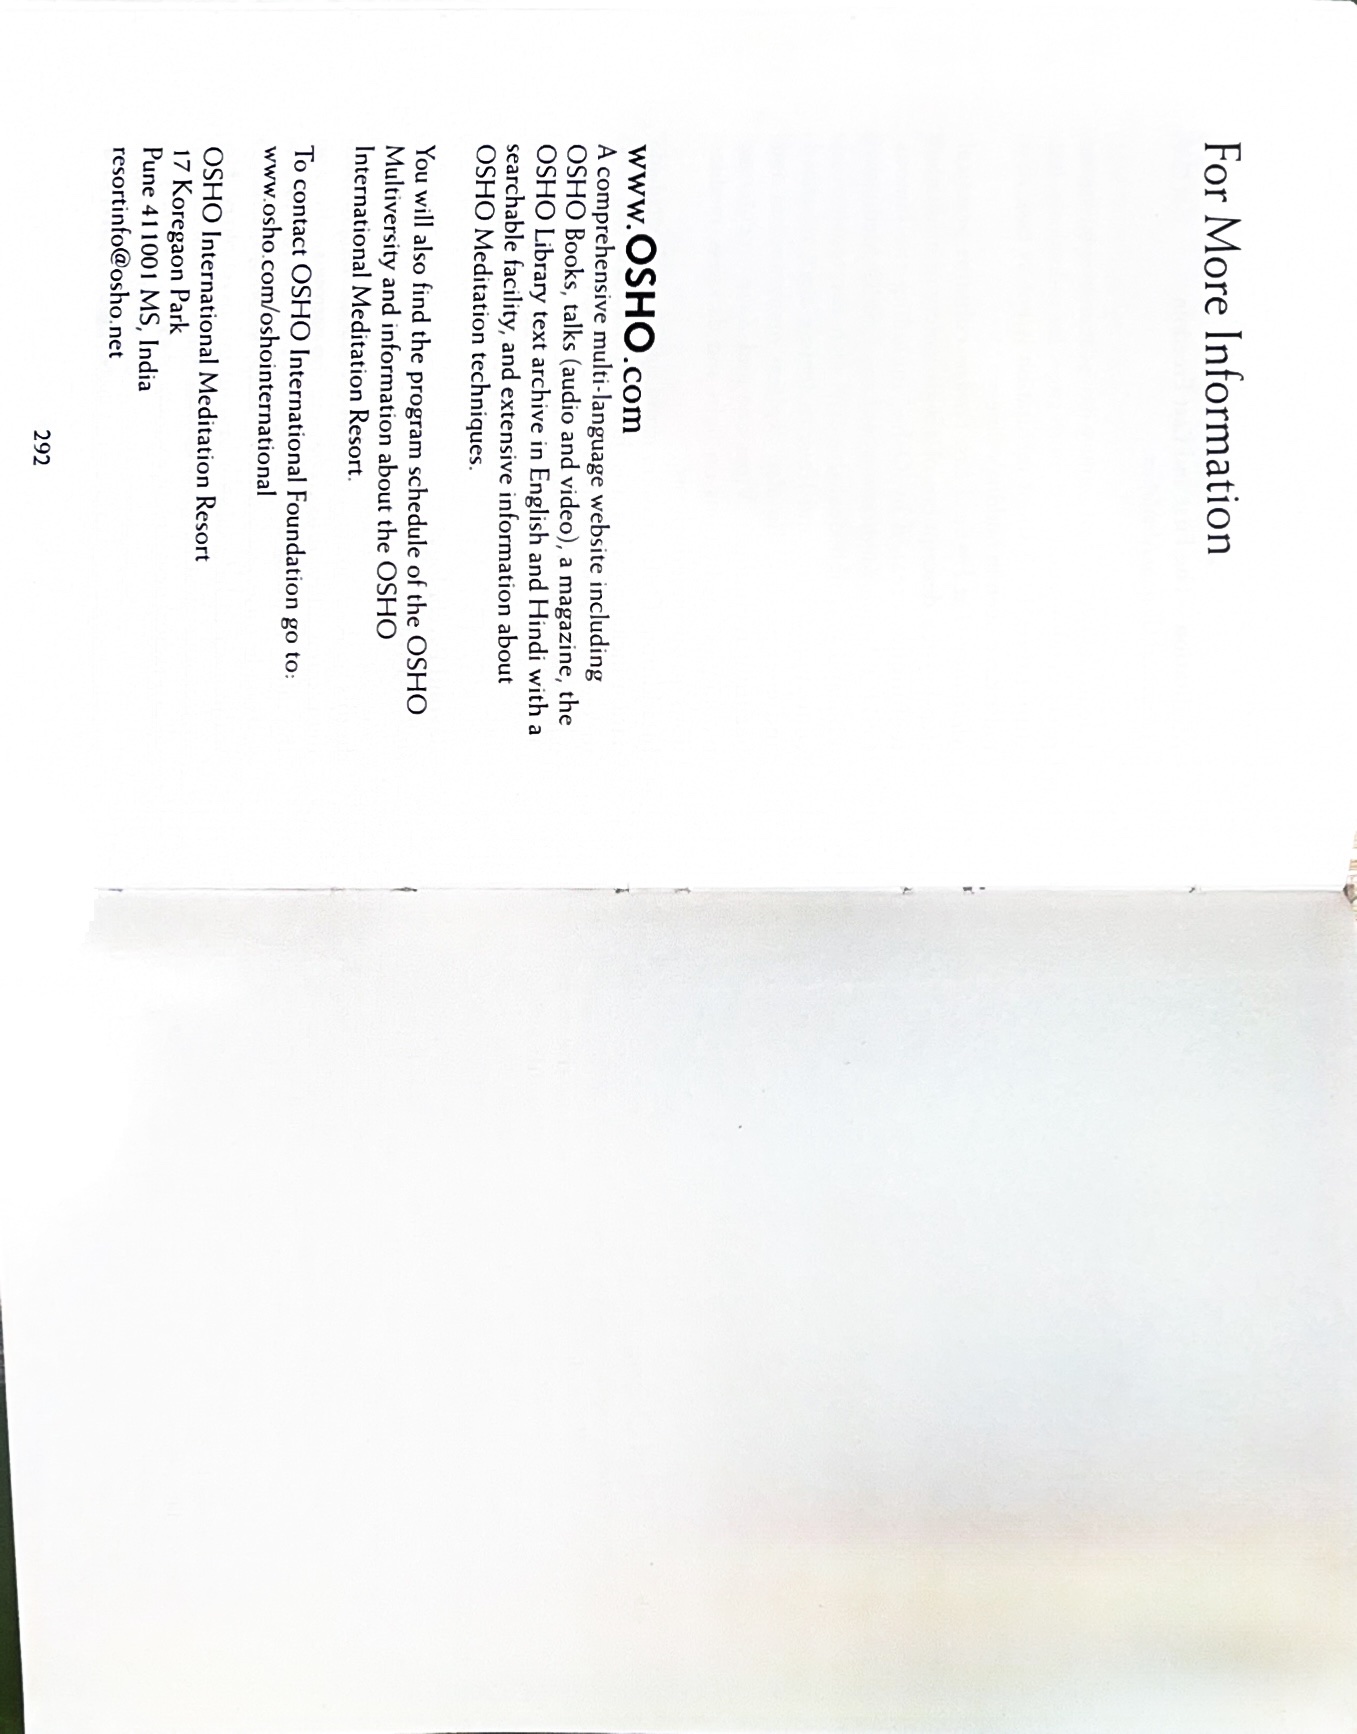 For More Information
www.OSHO.com
A comprehensive multi-language website including
OSHO Books, talks (audio and video), a magazine, the
OSHO Library text archive in English and Hindi with a
searchable facility, and extensive information about
OSHO Meditation techniques.
You will also find the program schedule of the OSHO
Multiversity and information about the OSHO
International Meditation Resort.
To contact OSHO International Foundation go to:
www.osho.com/oshointernational
OSHO International Meditation Resort
17 Koregaon Park
Pune 411001 MS, India
resortinfo@osho.net
292